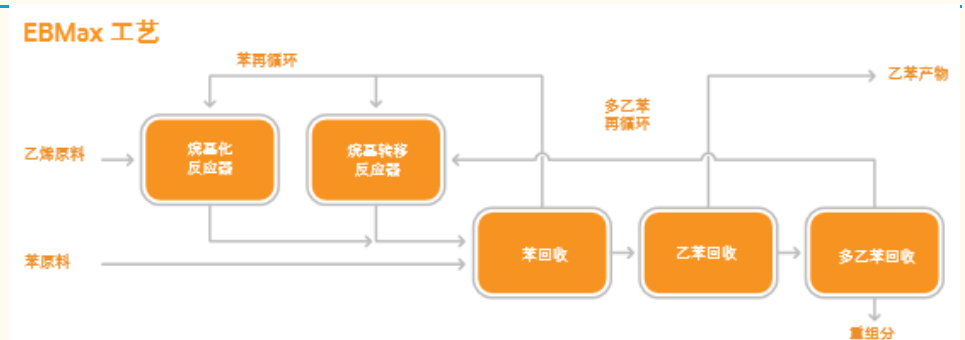 EBMax 工艺
苯再循环
乙苯产物
多乙苯
再循环
乙烯原料
烷基化
反应器
烷基转移
反应器
苯原料
苯回收
乙苯回收
多乙苯回收
重组分